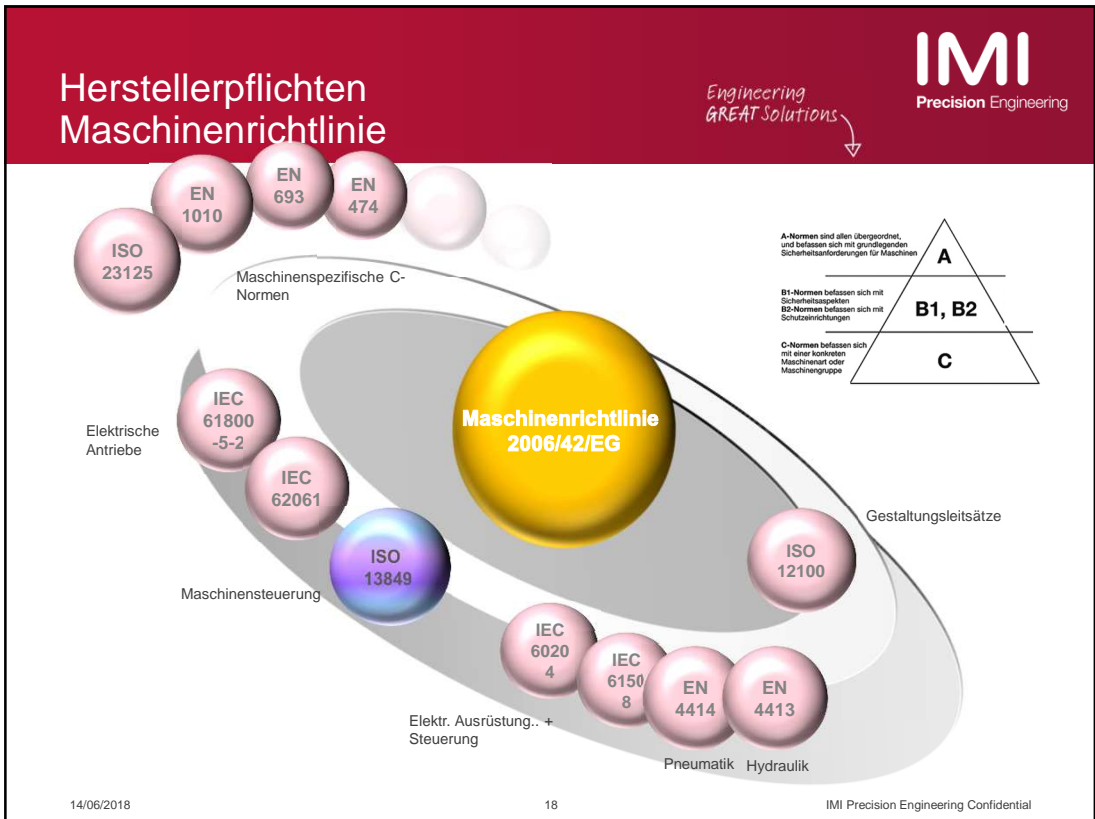 Herstellerpflichten
Maschinenrichtlinie
Engineering
GREAT Solutions
IMI
Precision Engineering
EN
693
EN
474
EN
1010
ISO
23125
Maschinenspezifische C-
Normen
A-Normen sind allen übergeordnet,
und befassen sich mit grundlegenden
Sicherheitsanforderungen für Maschinen
A
B1-Normen befassen sich mit
Sicherheitsaspekten
B2-Normen befassen sich mit
Schutzeinrichtungen
B1, B2
C-Normen befassen sich
mit einer konkreten
Maschinenart oder
Maschinengruppe
C
Maschinenrichtlinie
2006/42/EG
IEC
61800
-5-2
Elektrische
Antriebe
IEC
62061
Gestaltungsleitsätze
ISO
12100
ISO
13849
Maschinensteuerung
IEC
6020
4
IEC
6150
8
EN
4414
EN
4413
Elektr. Ausrüstung.. +
Steuerung
Pneumatik
Hydraulik
14/06/2018
18
IMI Precision Engineering Confidential